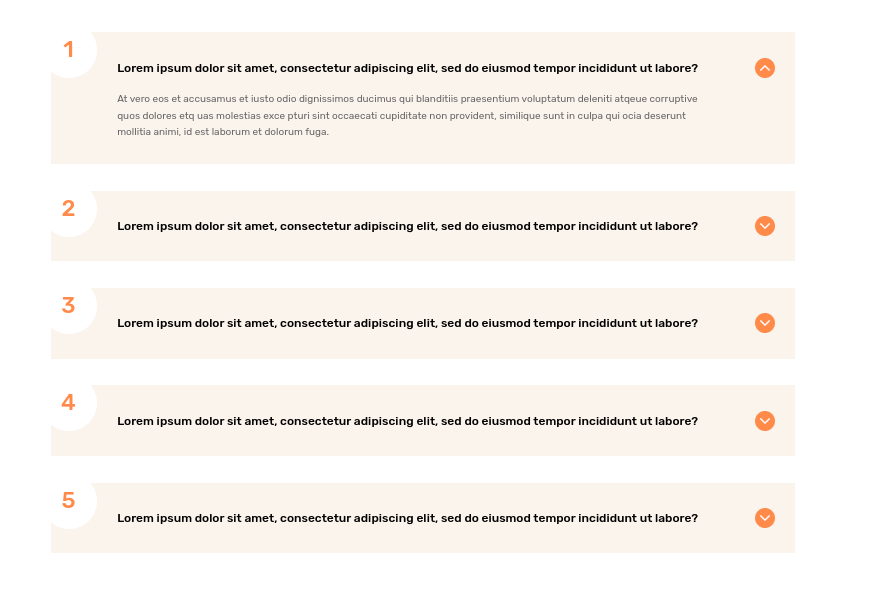 1
Lorem ipsum dolor sit amet, consectetur adipiscing elit, sed do eiusmod tempor incididunt ut labore?
At vero eos et accusamus et iusto odio dignissimos ducimus qui blanditiis praesentium voluptatum deleniti atqeue corruptive
quos dolores etq uas molestias exce pturi sint occaecati cupiditate non provident, similique sunt in culpa qui ocia deserunt
mollitia animi, id est laborum et dolorum fuga.
2
Lorem ipsum dolor sit amet, consectetur adipiscing elit, sed do eiusmod tempor incididunt ut labore?
3
Lorem ipsum dolor sit amet, consectetur adipiscing elit, sed do eiusmod tempor incididunt ut labore?
4
Lorem ipsum dolor sit amet, consectetur adipiscing elit, sed do eiusmod tempor incididunt ut labore?
5
Lorem ipsum dolor sit amet, consectetur adipiscing elit, sed do eiusmod tempor incididunt ut labore?